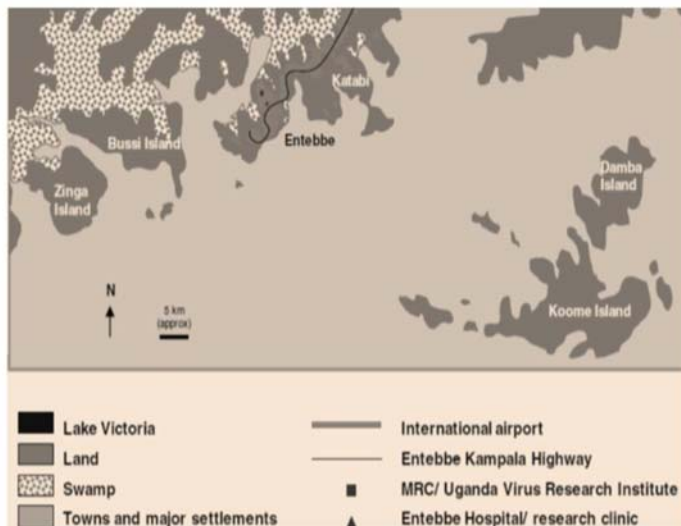 Katabi
Bussi Island
Entebbe
Damba
Island
Zinga
Island
N
5 km
(approx)
Koome Island
Lake Victoria
International airport
Land
Entebbe Kampala Highway
Swamp
MRC/ Uganda Virus Research Institute
Towns and major settlements
Entebbe Hospital/ research clinic